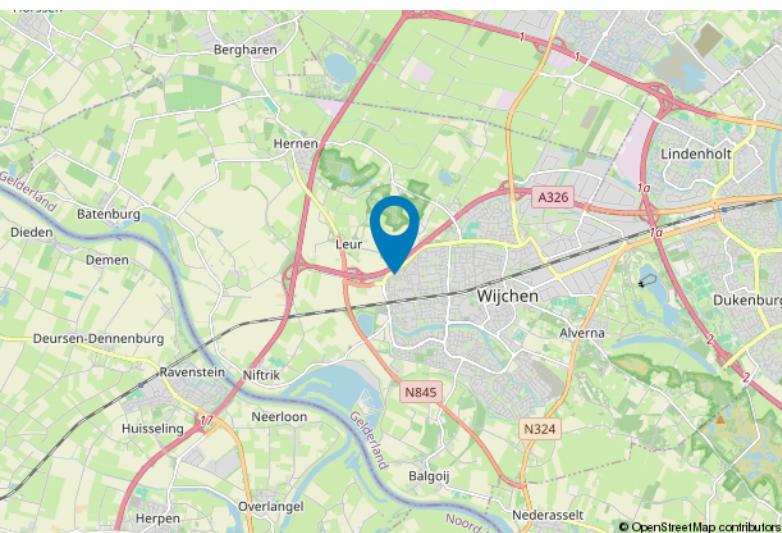 Horssen
Bergharen
1
1
Hernen
Lindenholt
Gelderland
1a
A326
Batenburg
Dieden
Leur
1a
Demen
Wijchen
Dukenburg
Deursen-Dennenburg
Alverna
2
Ravenstein
Niftrik
2
N845
Neerloon
17
Huisseling
Gelderland
N324
Balgoij
Overlangel
Herpen
Nederasselt
Noord
© OpenStreetMap contributors